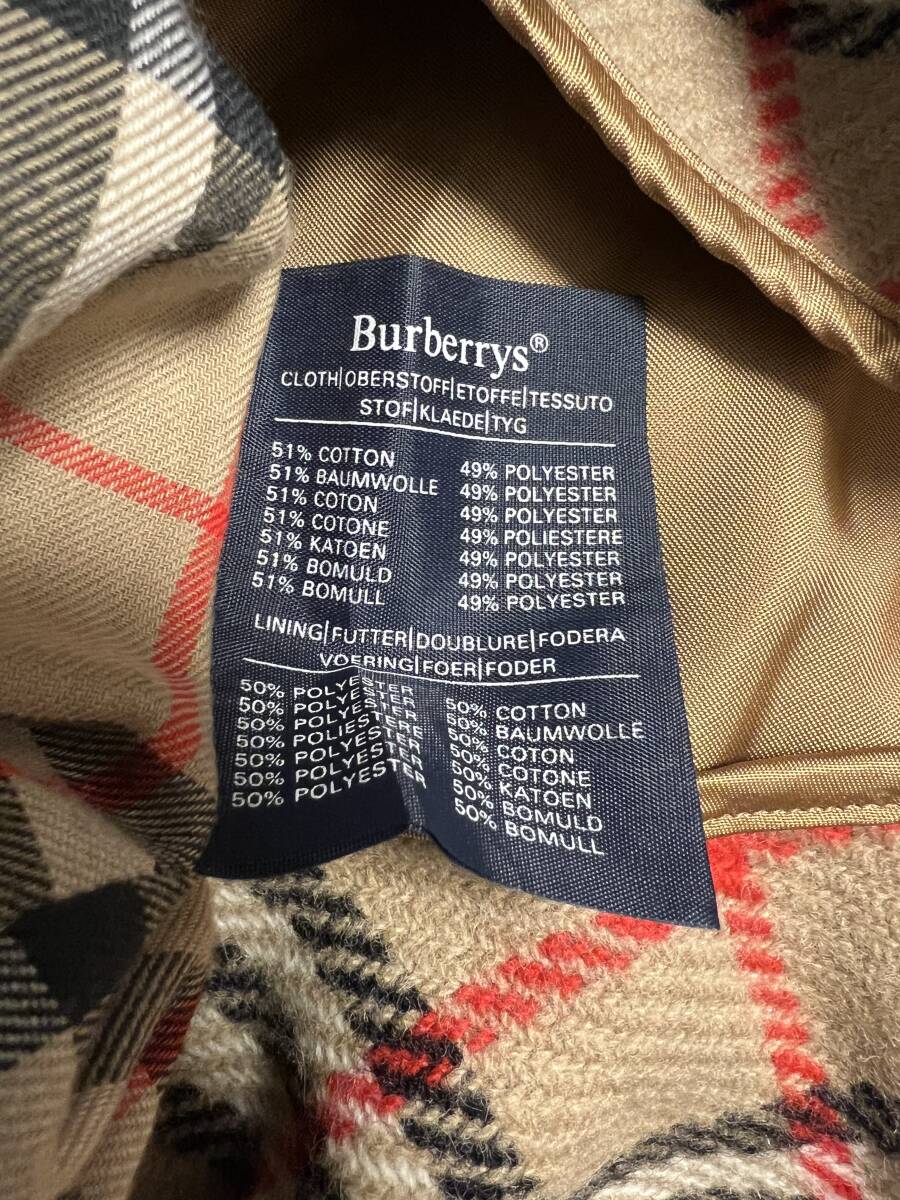 Burberrys®
CLOTH|OBERSTOFF|ETOFFE|TESSUTO
STOF|KLAEDE|TYG
51% COTTON 49% POLYESTER
51% BAUMWOLLE 49% POLYESTER
51% COTON 49% POLYESTER
51% COTONE 49% POLIESTERE
51% KATOEN 49% POLYESTER
51% BOMULD 49% POLYESTER
51% BOMULL 49% POLYESTER
LINING|FUTTER|DOUBLURE|FODERA
VOERING|FOER|FODER
50% POLYESTER 50% COTTON
50% POLYESTER 50% BAUMWOLLE
50% POLYESTER 50% COTON
50% POLIESTERE 50% COTONE
50% POLYESTER 50% KATOEN
50% POLYESTER 50% BOMULD
50% POLYESTER 50% BOMULL